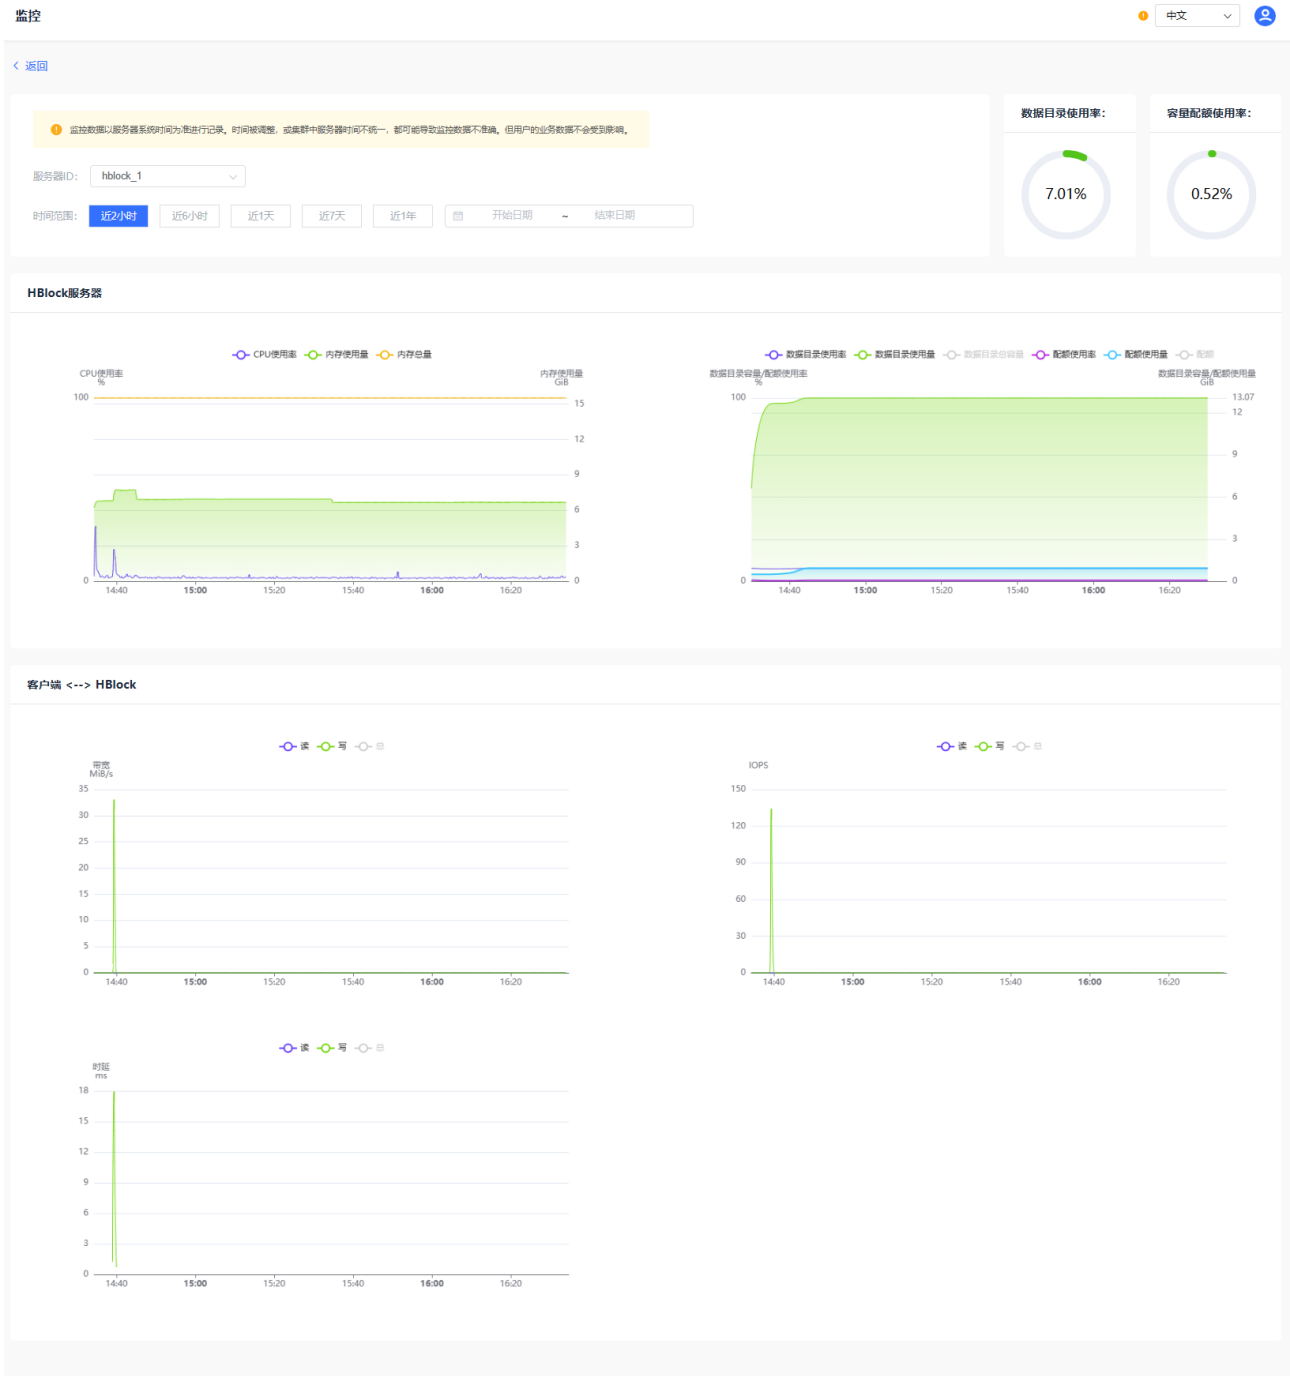 监控
中文
返回
监控数据以服务器系统时间为准进行记录。时间被调整，或集群中服务器时间不统一，都可能导致监控数据不准确。但用户的业务数据不会受到影响。
服务器ID: hblock_1
时间范围: 近2小时 近6小时 近1天 近7天 近1年 开始日期 ~ 结束日期
数据目录使用率:
7.01%
容量配额使用率:
0.52%
HBlock服务器
CPU使用率 内存使用量 内存总量
CPU使用率
%
内存使用量
GiB
100
0
15
12
9
6
3
0
14:40 15:00 15:20 15:40 16:00 16:20
数据目录使用率 数据目录使用量 数据目录总容量 配额使用率 配额使用量 配额
数据目录容量/配额使用率
%
数据目录容量/配额使用量
GiB
100
0
13.07
12
9
6
3
0
14:40 15:00 15:20 15:40 16:00 16:20
客户端 <--> HBlock
读 写 总
带宽
MiB/s
35
30
25
20
15
10
5
0
14:40 15:00 15:20 15:40 16:00 16:20
读 写 总
IOPS
150
120
90
60
30
0
14:40 15:00 15:20 15:40 16:00 16:20
读 写 总
时延
ms
18
15
12
9
6
3
0
14:40 15:00 15:20 15:40 16:00 16:20